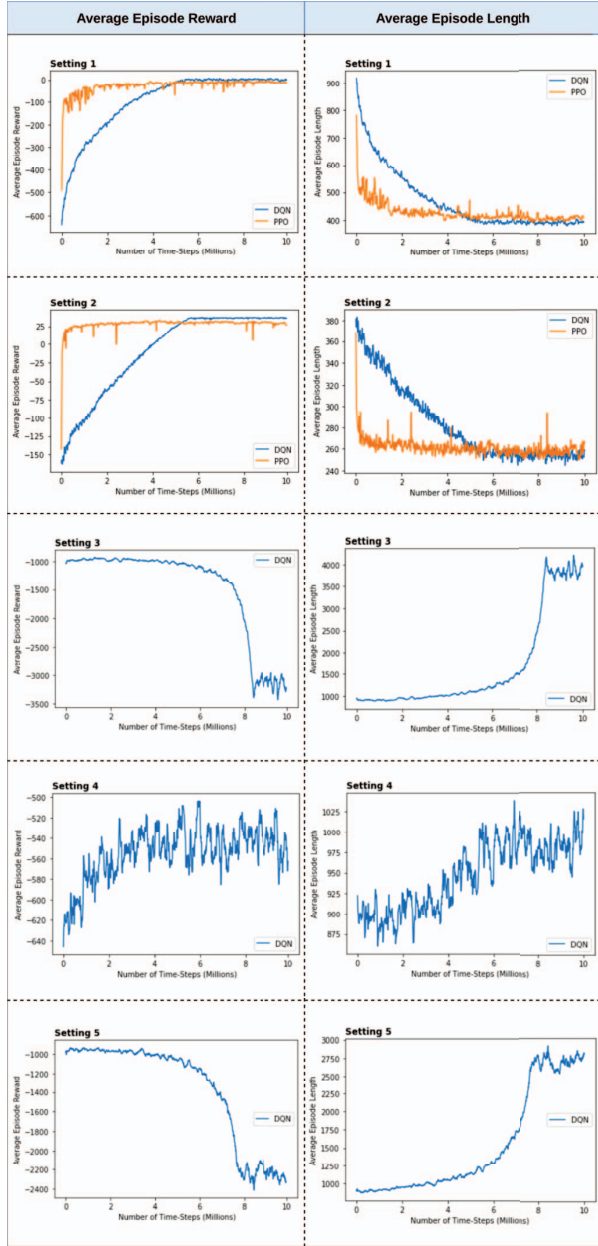 Average Episode Reward
Average Episode Length
Setting 1
0
−100
−200
−300
−400
−500
−600
Average Episode Reward
DQN
PPO
0 2 4 6 8 10
Number of Time-Steps (Millions)
Setting 1
900
800
700
600
500
400
Average Episode Length
DQN
PPO
0 2 4 6 8 10
Number of Time-Steps (Millions)
Setting 2
25
0
−25
−50
−75
−100
−125
−150
Average Episode Reward
DQN
PPO
0 2 4 6 8 10
Number of Time-Steps (Millions)
Setting 2
380
360
340
320
300
280
260
240
Average Episode Length
DQN
PPO
0 2 4 6 8 10
Number of Time-Steps (Millions)
Setting 3
−1000
−1500
−2000
−2500
−3000
−3500
Average Episode Reward
DQN
0 2 4 6 8 10
Number of Time-Steps (Millions)
Setting 3
4000
3500
3000
2500
2000
1500
1000
Average Episode Length
DQN
0 2 4 6 8 10
Number of Time-Steps (Millions)
Setting 4
−500
−520
−540
−560
−585
−600
−620
−640
Average Episode Reward
DQN
0 2 4 6 8 10
Number of Time-Steps (Millions)
Setting 4
1025
1000
975
950
925
900
875
Average Episode Length
DQN
0 2 4 6 8 10
Number of Time-Steps (Millions)
Setting 5
−1000
−1200
−1400
−1600
−1800
−2000
−2200
−2400
Average Episode Reward
DQN
0 2 4 6 8 10
Number of Time-Steps (Millions)
Setting 5
3000
2750
2500
2250
2000
1750
1500
1250
1000
Average Episode Length
DQN
0 2 4 6 8 10
Number of Time-Steps (Millions)